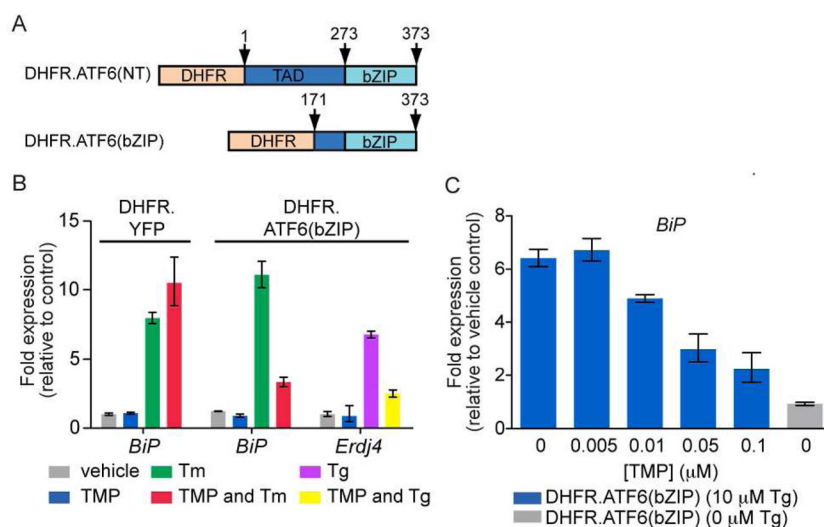 A
1 273 373
DHFR.ATF6(NT) DHFR TAD bZIP
171 373
DHFR.ATF6(bZIP) DHFR bZIP
B
DHFR.
YFP
DHFR.
ATF6(bZIP)
Fold expression
(relative to control)
15
10
5
0
BiP BiP Erdj4
vehicle Tm Tg
TMP TMP and Tm TMP and Tg
C
BiP
Fold expression
(relative to vehicle control)
8
6
4
2
0
0 0.005 0.01 0.05 0.1 0
[TMP] (μM)
DHFR.ATF6(bZIP) (10 μM Tg)
DHFR.ATF6(bZIP) (0 μM Tg)